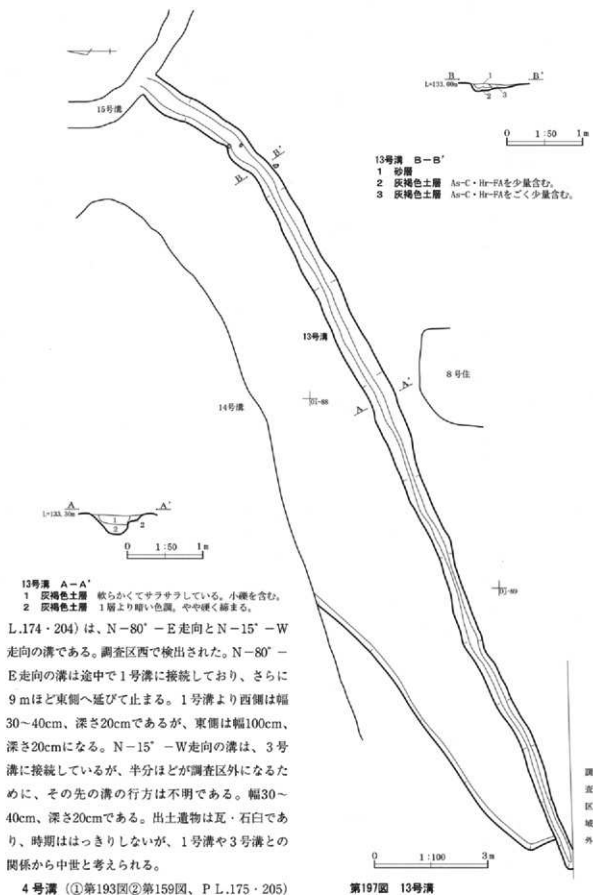 15号溝
B B'
L=133.60m
1
2 3
0 1:50 1m
13号溝 B-B'
1 砂層
2 灰褐色土層 As-C・Hr-FAを少量含む。
3 灰褐色土層 As-C・Hr-FAをごく少量含む。
B'
B
13号溝
8号住
A'
A
14号溝
A A'
L=133.30m
1
2
2
0 1:50 1m
13号溝 A-A'
1 灰褐色土層 軟らかくてサラサラしている。小礫を含む。
2 灰褐色土層 1層より暗い色調。やや硬く締まる。
L.174・204)は、N-80°-E走向とN-15°-W
走向の溝である。調査区西で検出された。N-80°-
E走向の溝は途中で1号溝に接続しており、さらに
9mほど東側へ延びて止まる。1号溝より西側は幅
30~40cm、深さ20cmであるが、東側は幅100cm、
深さ20cmになる。N-15°-W走向の溝は、3号
溝に接続しているが、半分ほどが調査区外になるた
めに、その先の溝の行方は不明である。幅30~
40cm、深さ20cmである。出土遺物は瓦・石臼であ
り、時期ははっきりしないが、1号溝や3号溝との
関係から中世と考えられる。
4号溝(①第193図②第159図、PL.175・205)
調査区域外
0 1:100 3m
第197図 13号溝